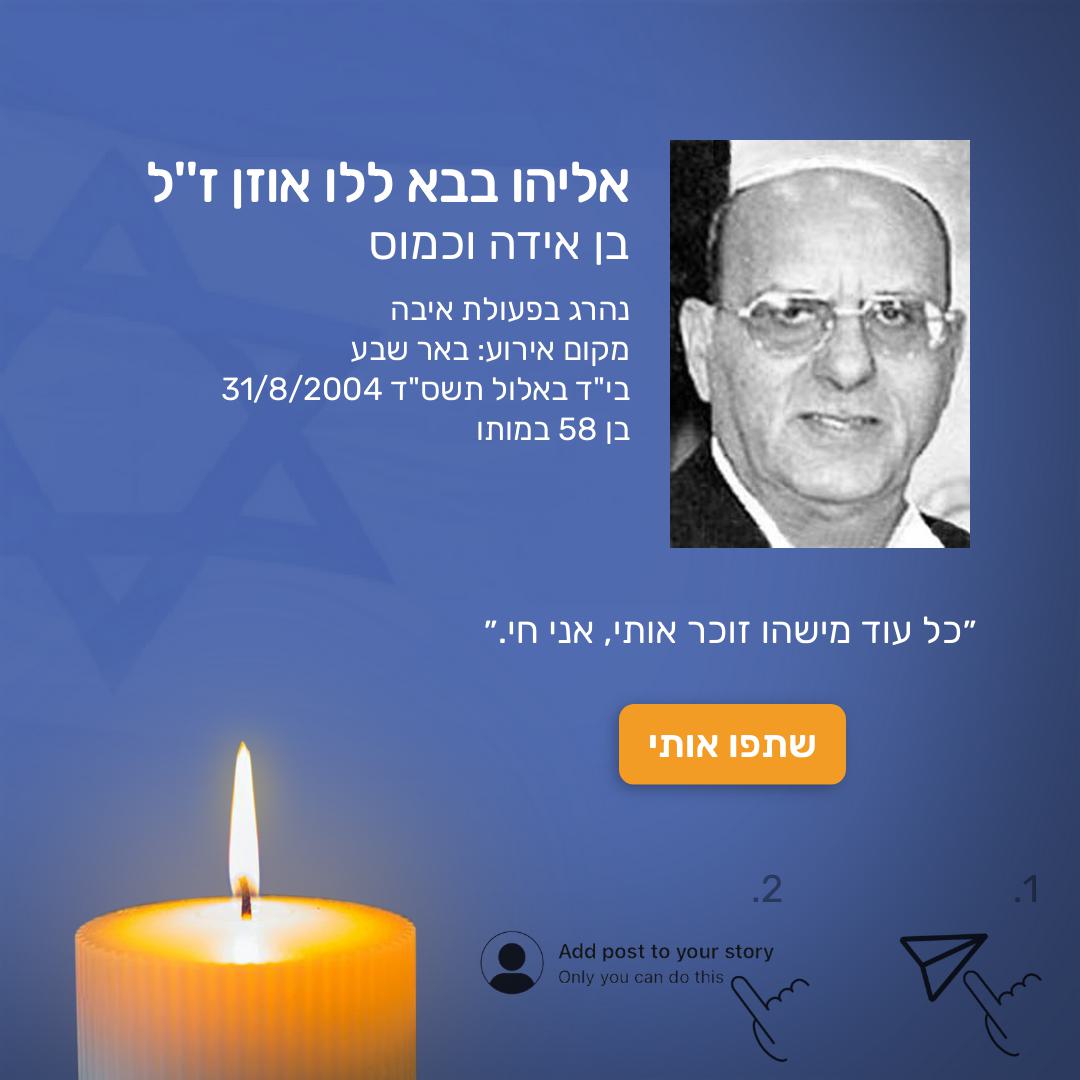 אליהו בבא ללו אוזן ז''ל
בן אידה וכמוס
נהרג בפעולת איבה
מקום אירוע: באר שבע
בי"ד באלול תשס"ד 31/8/2004
בן 58 במותו
״כל עוד מישהו זוכר אותי, אני חי.״
שתפו אותי
1.
2.
Add post to your story
Only you can do this